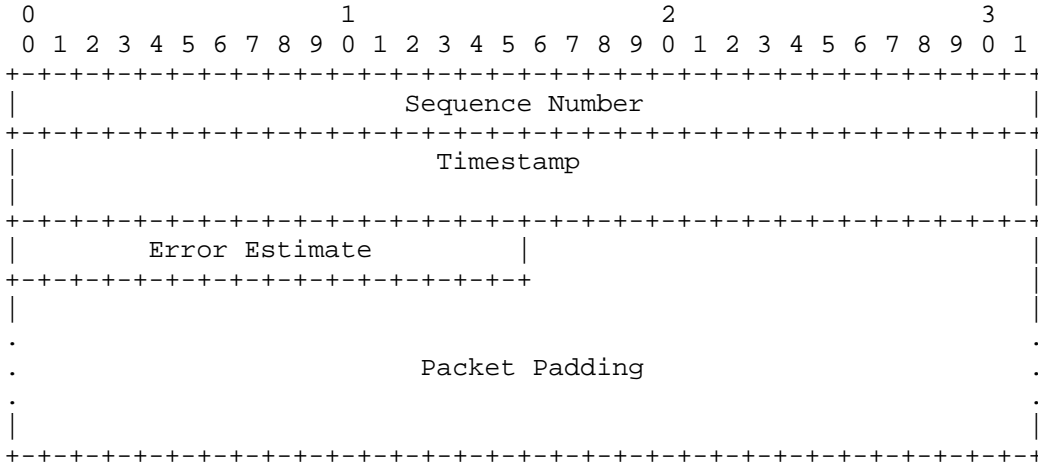 0                   1                   2                   3
0 1 2 3 4 5 6 7 8 9 0 1 2 3 4 5 6 7 8 9 0 1 2 3 4 5 6 7 8 9 0 1
+-+-+-+-+-+-+-+-+-+-+-+-+-+-+-+-+-+-+-+-+-+-+-+-+-+-+-+-+-+-+-+-+
|                        Sequence Number                        |
+-+-+-+-+-+-+-+-+-+-+-+-+-+-+-+-+-+-+-+-+-+-+-+-+-+-+-+-+-+-+-+-+
|                          Timestamp                            |
|                                                               |
+-+-+-+-+-+-+-+-+-+-+-+-+-+-+-+-+-+-+-+-+-+-+-+-+-+-+-+-+-+-+-+-+
|        Error Estimate         |                               |
+-+-+-+-+-+-+-+-+-+-+-+-+-+-+-+-+                               |
|                                                               |
.                                                               .
.                         Packet Padding                        .
.                                                               .
|                                                               |
+-+-+-+-+-+-+-+-+-+-+-+-+-+-+-+-+-+-+-+-+-+-+-+-+-+-+-+-+-+-+-+-+